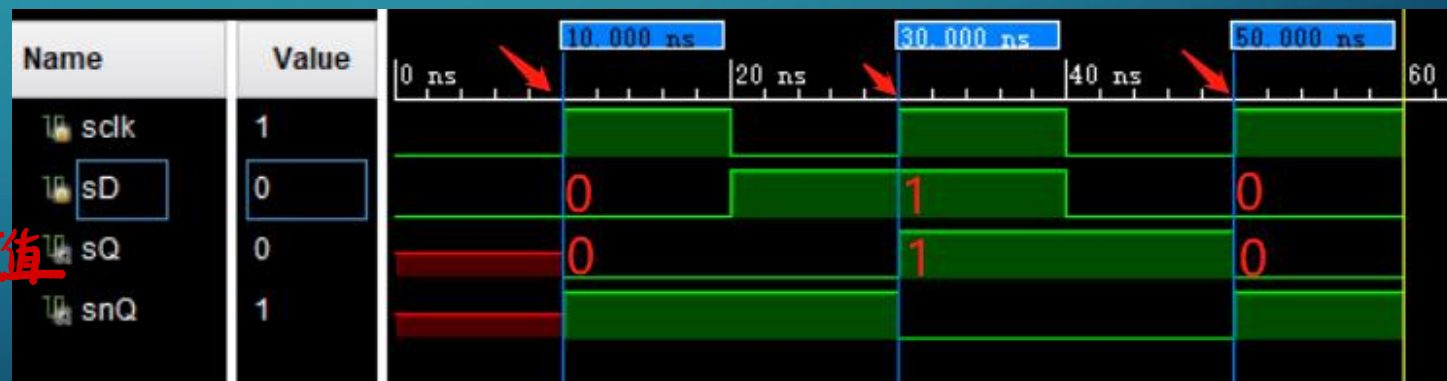 Name Value
10.000 ns 30.000 ns 50.000 ns
0 ns 20 ns 40 ns 60
sclk 1
sD 0 0 1 0
值 sQ 0 0 1 0
snQ 1